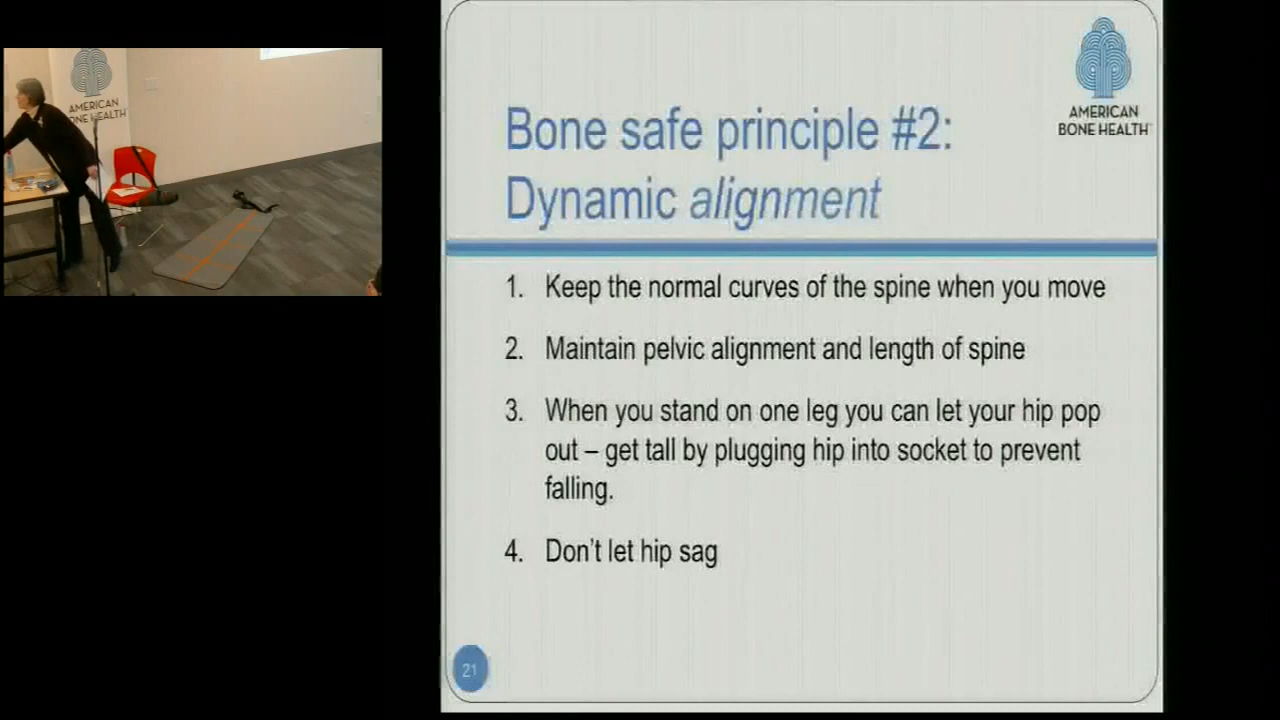 AMERICAN
BONE HEALTH
AMERICAN
BONE HEALTH
Bone safe principle #2:
Dynamic alignment
1. Keep the normal curves of the spine when you move
2. Maintain pelvic alignment and length of spine
3. When you stand on one leg you can let your hip pop
out – get tall by plugging hip into socket to prevent
falling.
4. Don't let hip sag
21